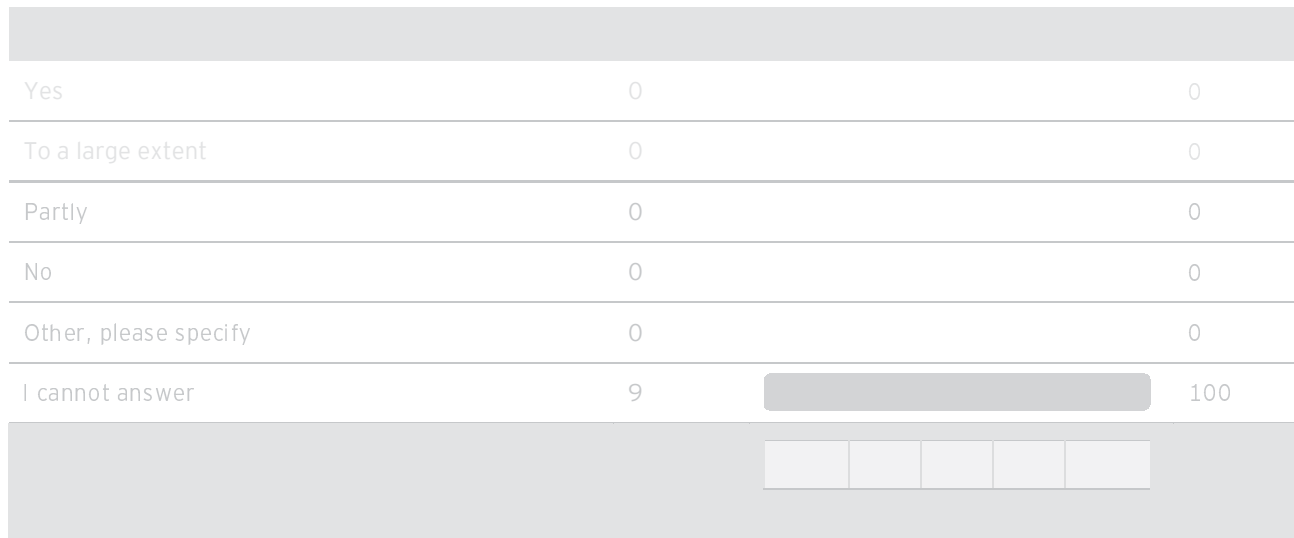 Yes 0 0
To a large extent 0 0
Partly 0 0
No 0 0
Other, please specify 0 0
I cannot answer 9 100